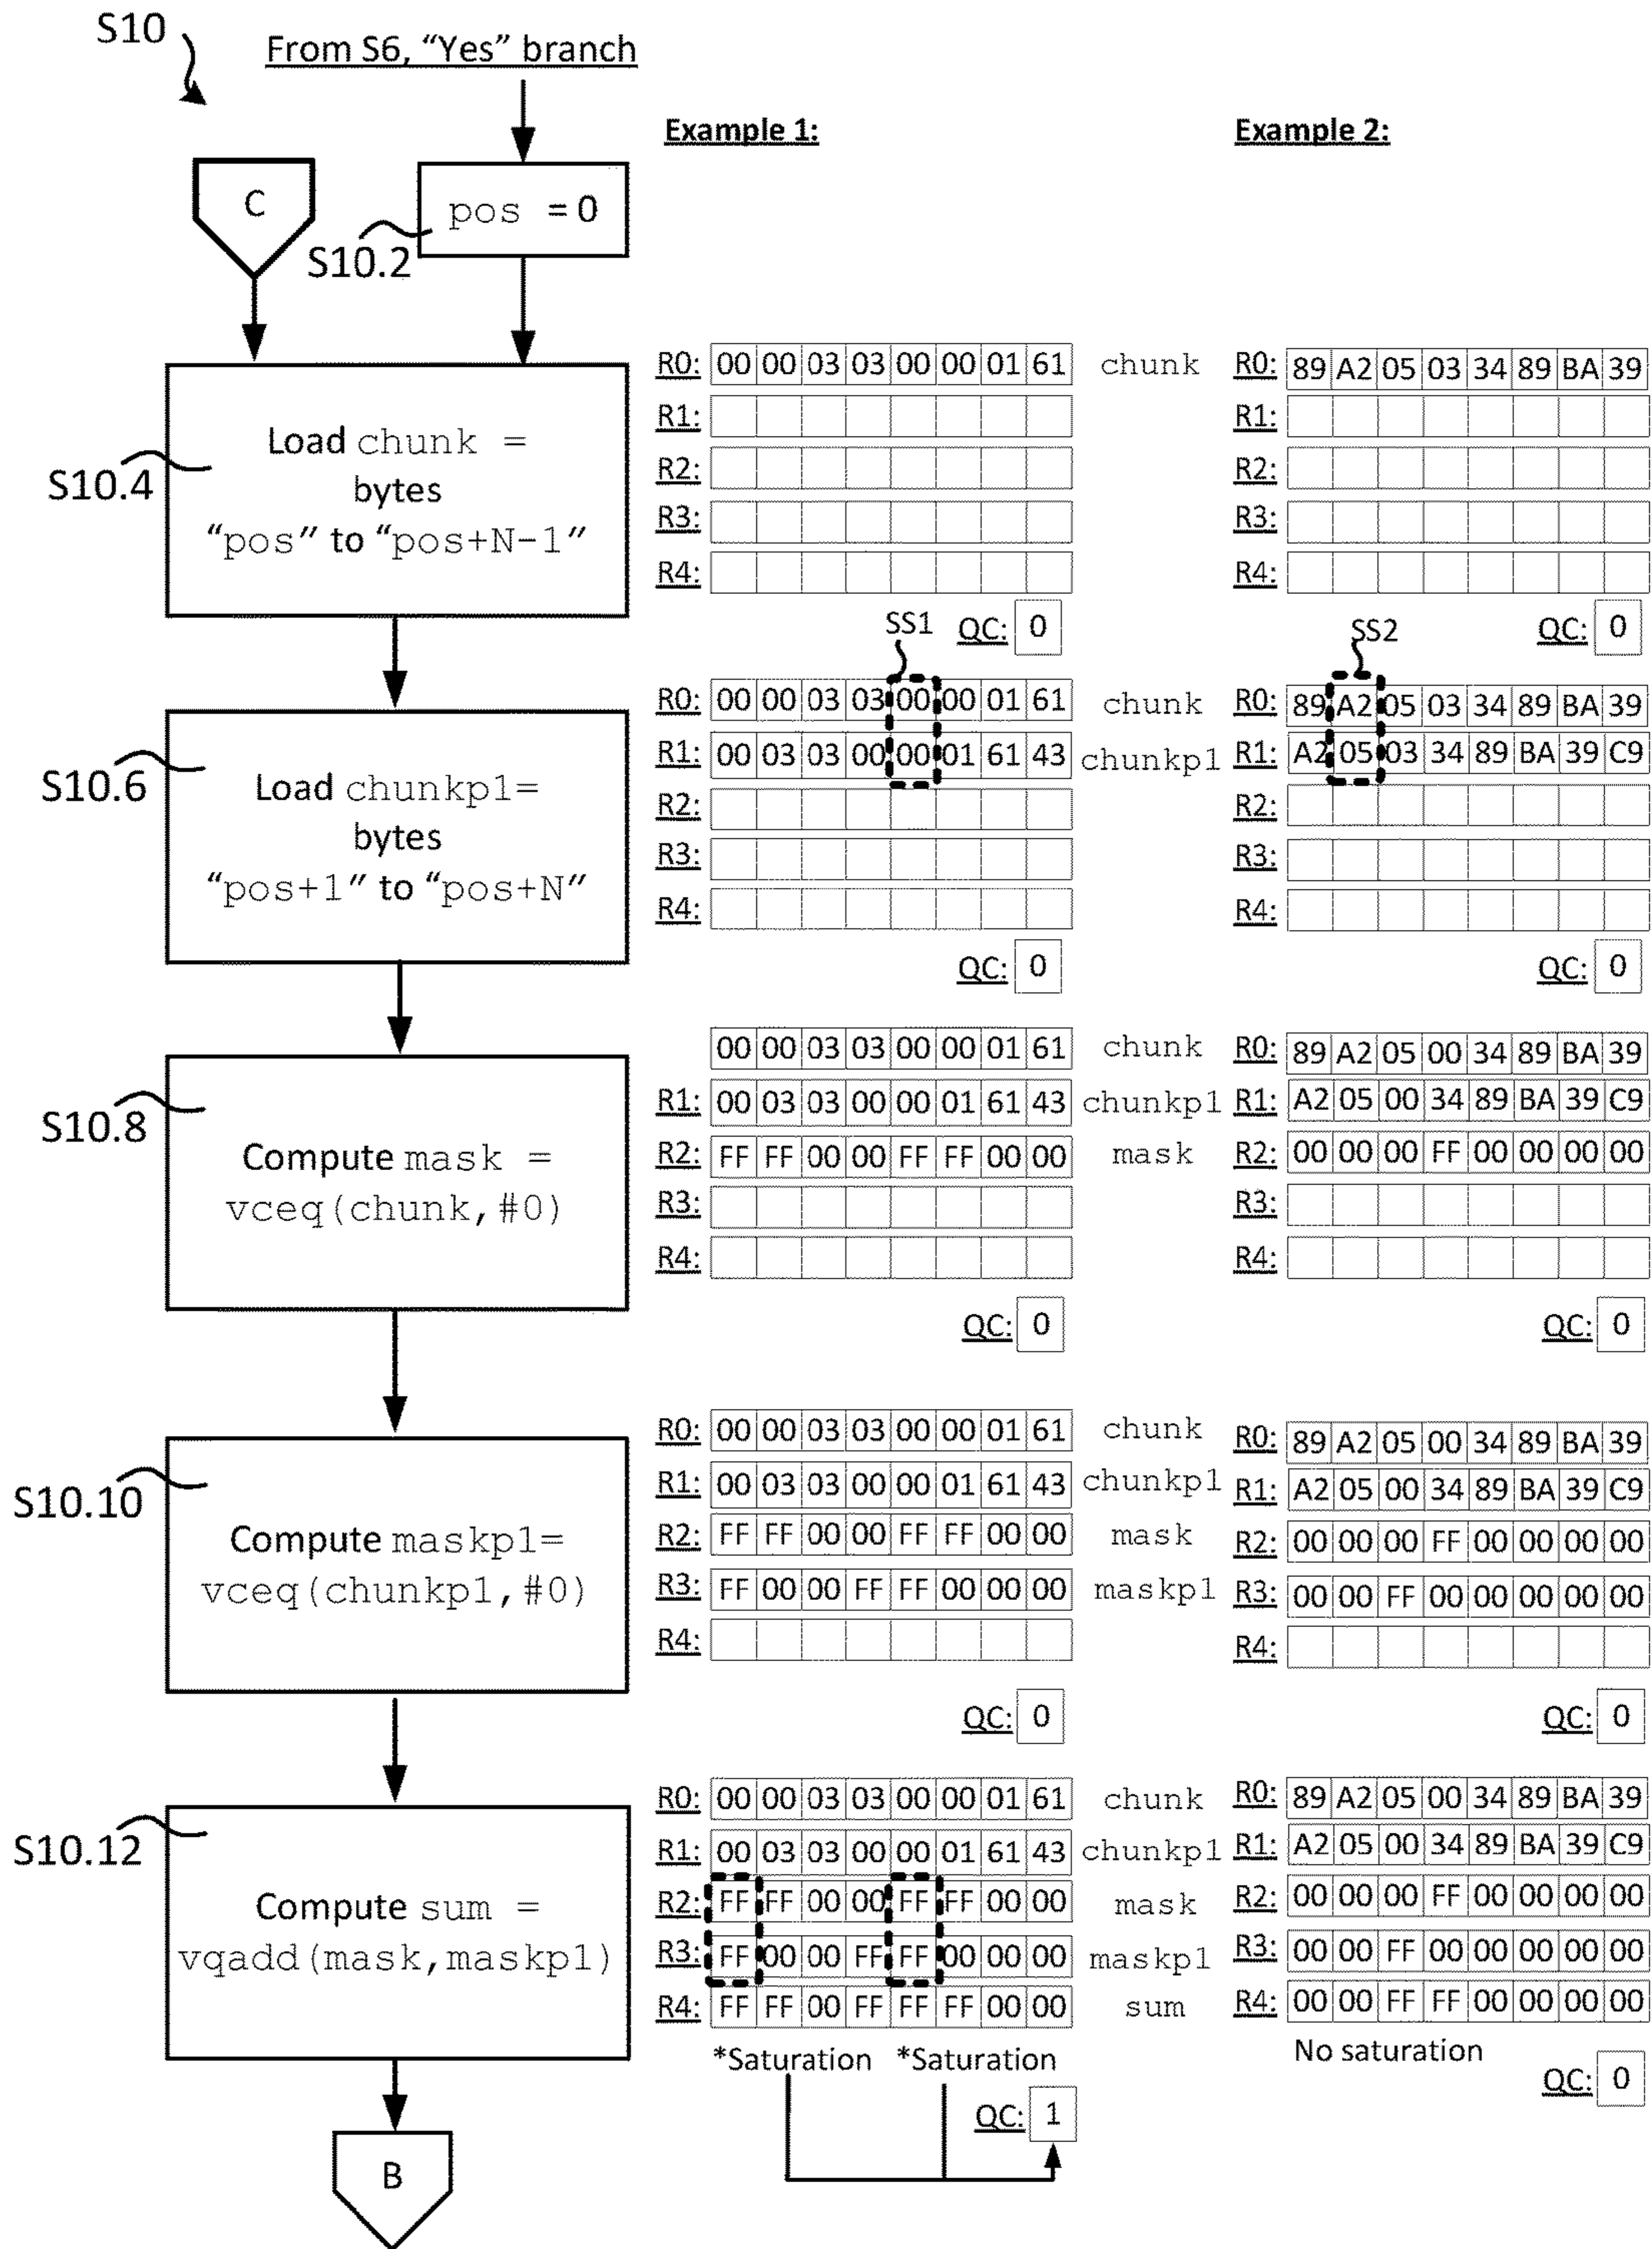 S10
From S6, "Yes" branch
Example 1:
Example 2:
C
pos = 0
S10.2
R0: 00 00 03 03 00 00 01 61 chunk R0: 89 A2 05 03 34 89 BA 39
R1: R1:
Load chunk =
S10.4
R2: R2:
bytes
R3: R3:
"pos" to "pos+N-1"
R4: R4:
SS1 QC: 0 SS2 QC: 0
R0: 00 00 03 03 00 00 01 61 chunk R0: 89 A2 05 03 34 89 BA 39
R1: 00 03 03 00 00 01 61 43 chunkp1 R1: A2 05 03 34 89 BA 39 C9
S10.6
Load chunkp1=
R2: R2:
bytes
R3: R3:
"pos+1" to "pos+N"
R4: R4:
QC: 0 QC: 0
00 00 03 03 00 00 01 61 chunk R0: 89 A2 05 00 34 89 BA 39
R1: 00 03 03 00 00 01 61 43 chunkp1 R1: A2 05 00 34 89 BA 39 C9
S10.8
Compute mask =
R2: FF FF 00 00 FF FF 00 00 mask R2: 00 00 00 FF 00 00 00 00
vceq(chunk,#0)
R3: R3:
R4: R4:
QC: 0 QC: 0
R0: 00 00 03 03 00 00 01 61 chunk R0: 89 A2 05 00 34 89 BA 39
R1: 00 03 03 00 00 01 61 43 chunkp1 R1: A2 05 00 34 89 BA 39 C9
S10.10
Compute maskp1=
R2: FF FF 00 00 FF FF 00 00 mask R2: 00 00 00 FF 00 00 00 00
vceq(chunkp1,#0)
R3: FF 00 00 FF FF 00 00 00 maskp1 R3: 00 00 FF 00 00 00 00 00
R4: R4:
QC: 0 QC: 0
R0: 00 00 03 03 00 00 01 61 chunk R0: 89 A2 05 00 34 89 BA 39
R1: 00 03 03 00 00 01 61 43 chunkp1 R1: A2 05 00 34 89 BA 39 C9
S10.12
Compute sum =
R2: FF FF 00 00 FF FF 00 00 mask R2: 00 00 00 FF 00 00 00 00
vqadd(mask,maskp1)
R3: FF 00 00 FF FF 00 00 00 maskp1 R3: 00 00 FF 00 00 00 00 00
R4: FF FF 00 FF FF FF 00 00 sum R4: 00 00 FF FF 00 00 00 00
*Saturation *Saturation No saturation
QC: 1 QC: 0
B